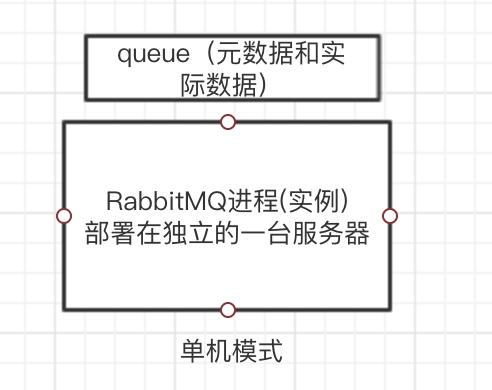 queue（元数据和实
际数据）
RabbitMQ进程(实例)
部署在独立的一台服务器
单机模式